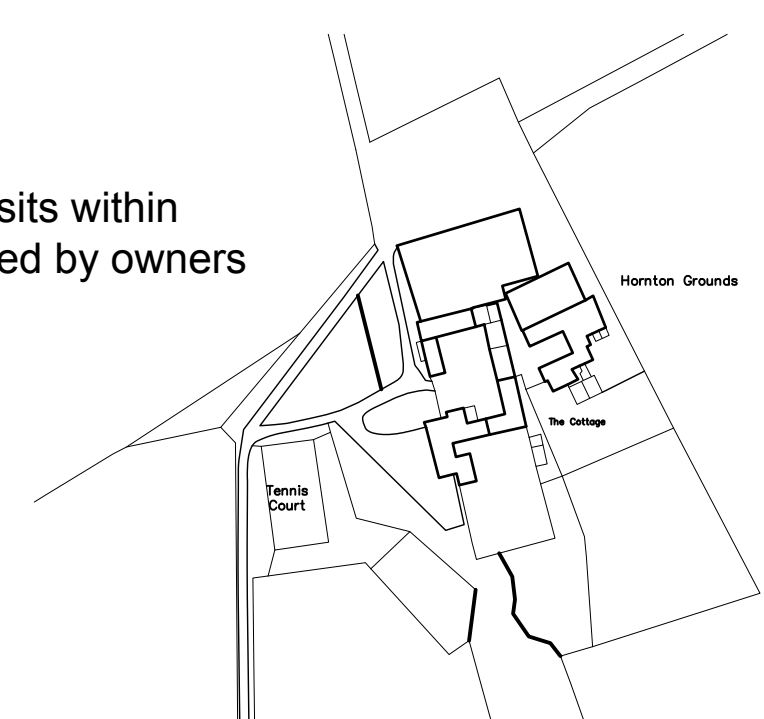 sits within
ed by owners
Hornton Grounds
The Cottage
Tennis
Court